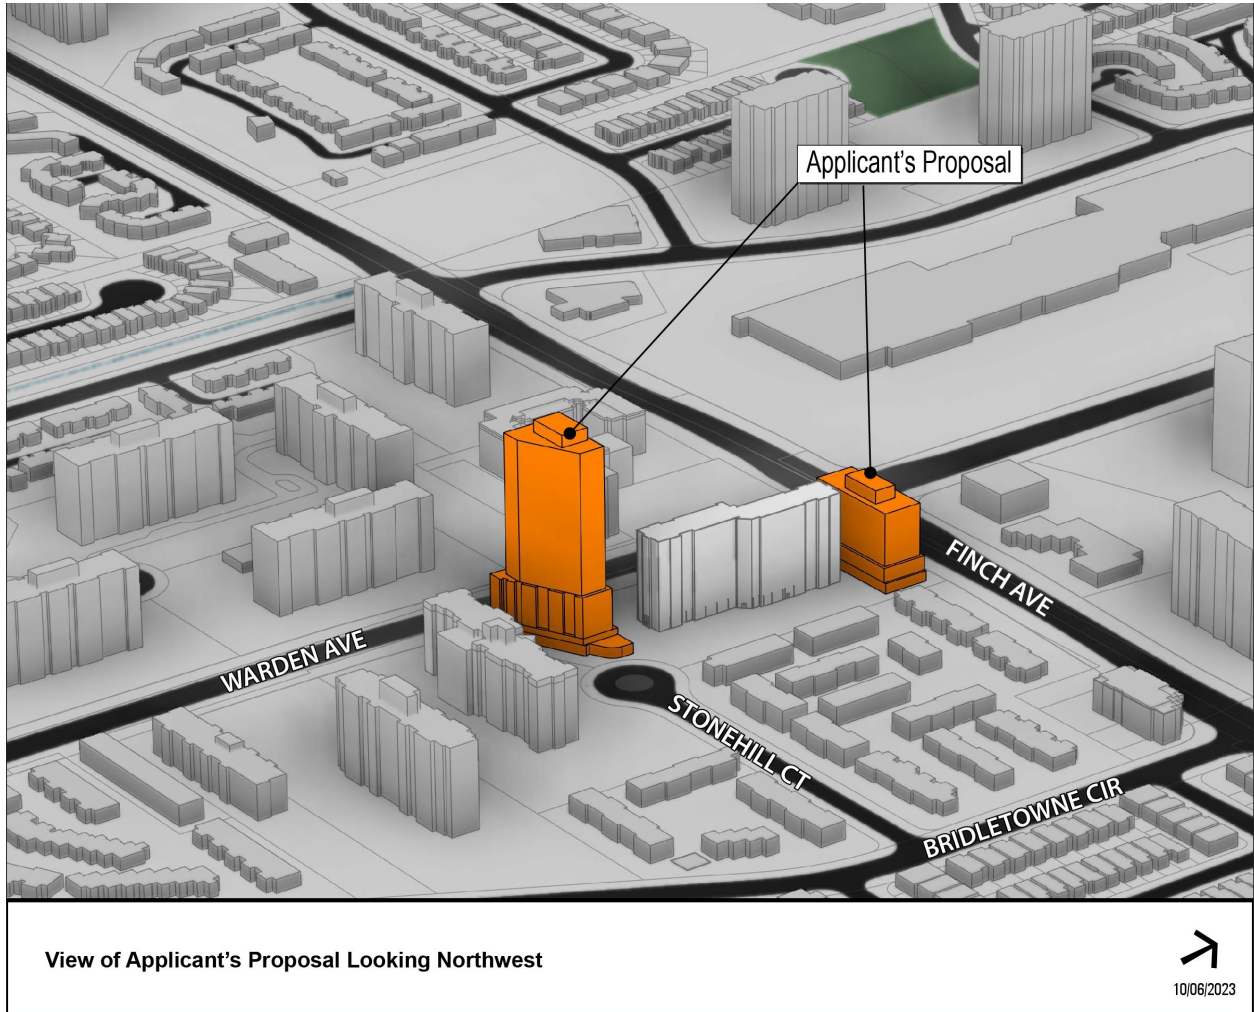 Applicant’s Proposal
FINCH AVE
WARDEN AVE
STONEHILL CT
BRIDLETOWNE CIR
View of Applicant’s Proposal Looking Northwest
10/06/2023